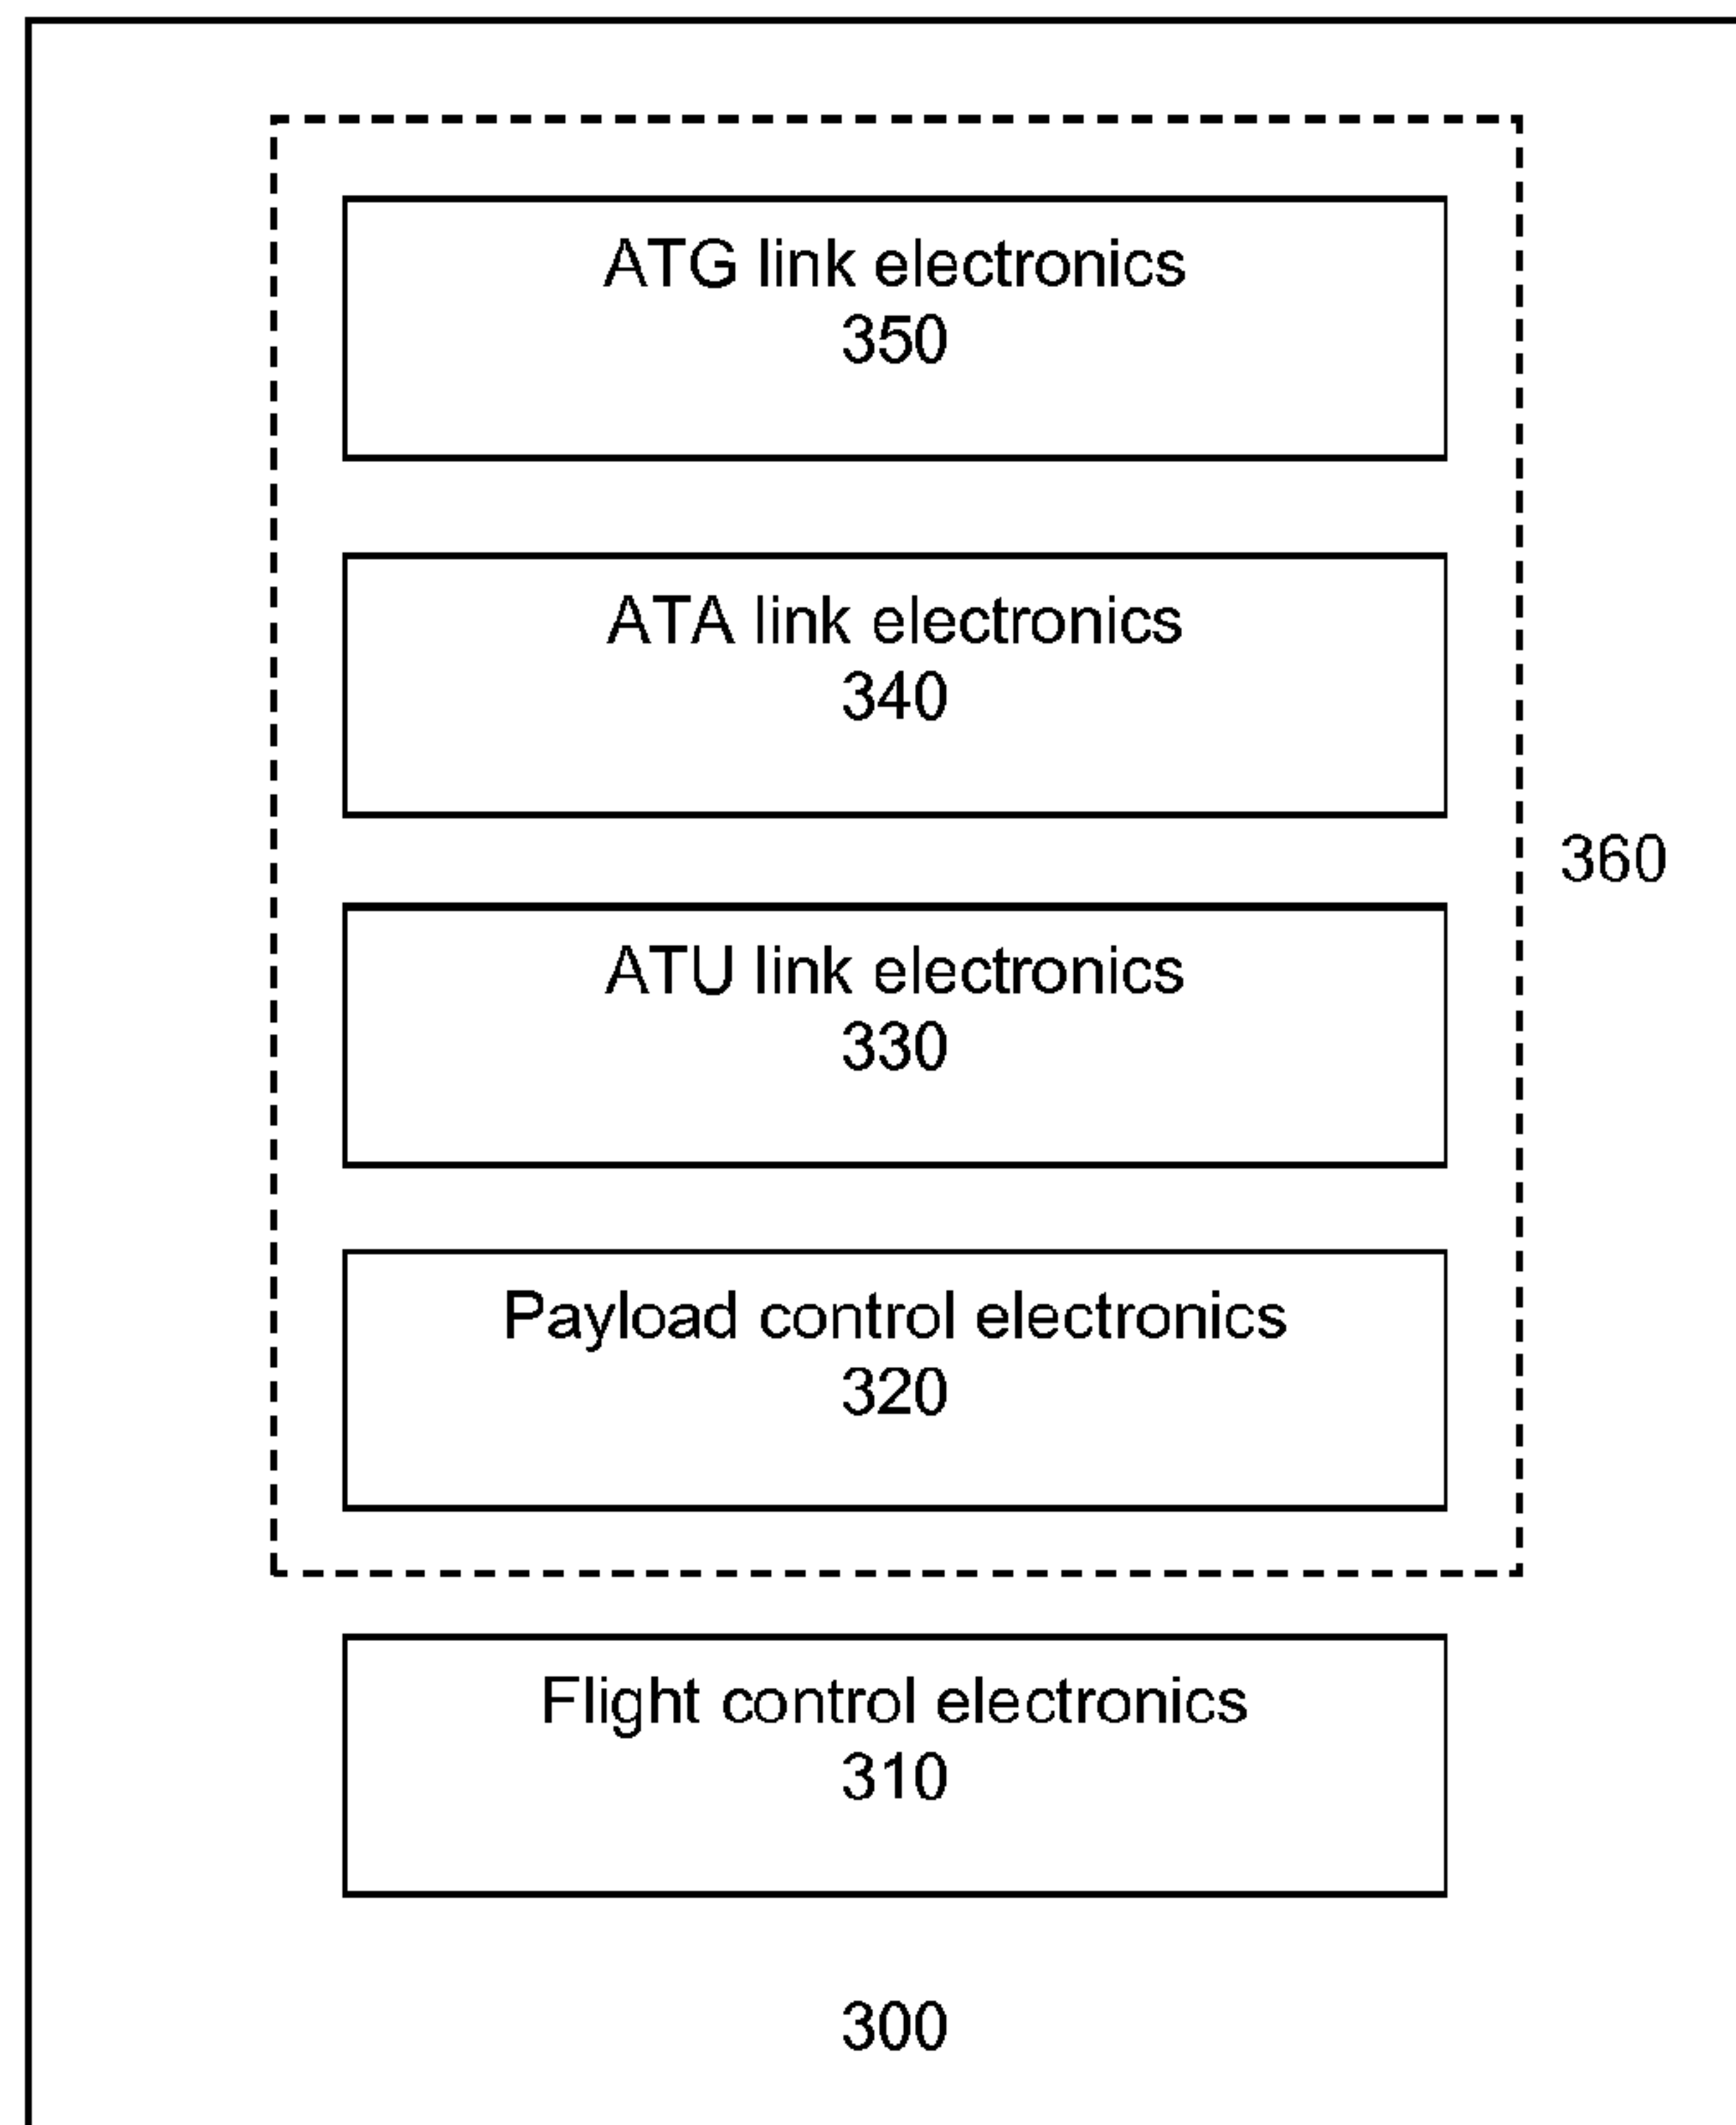 ATG link electronics
350
ATA link electronics
340
360
ATU link electronics
330
Payload control electronics
320
Flight control electronics
310
300